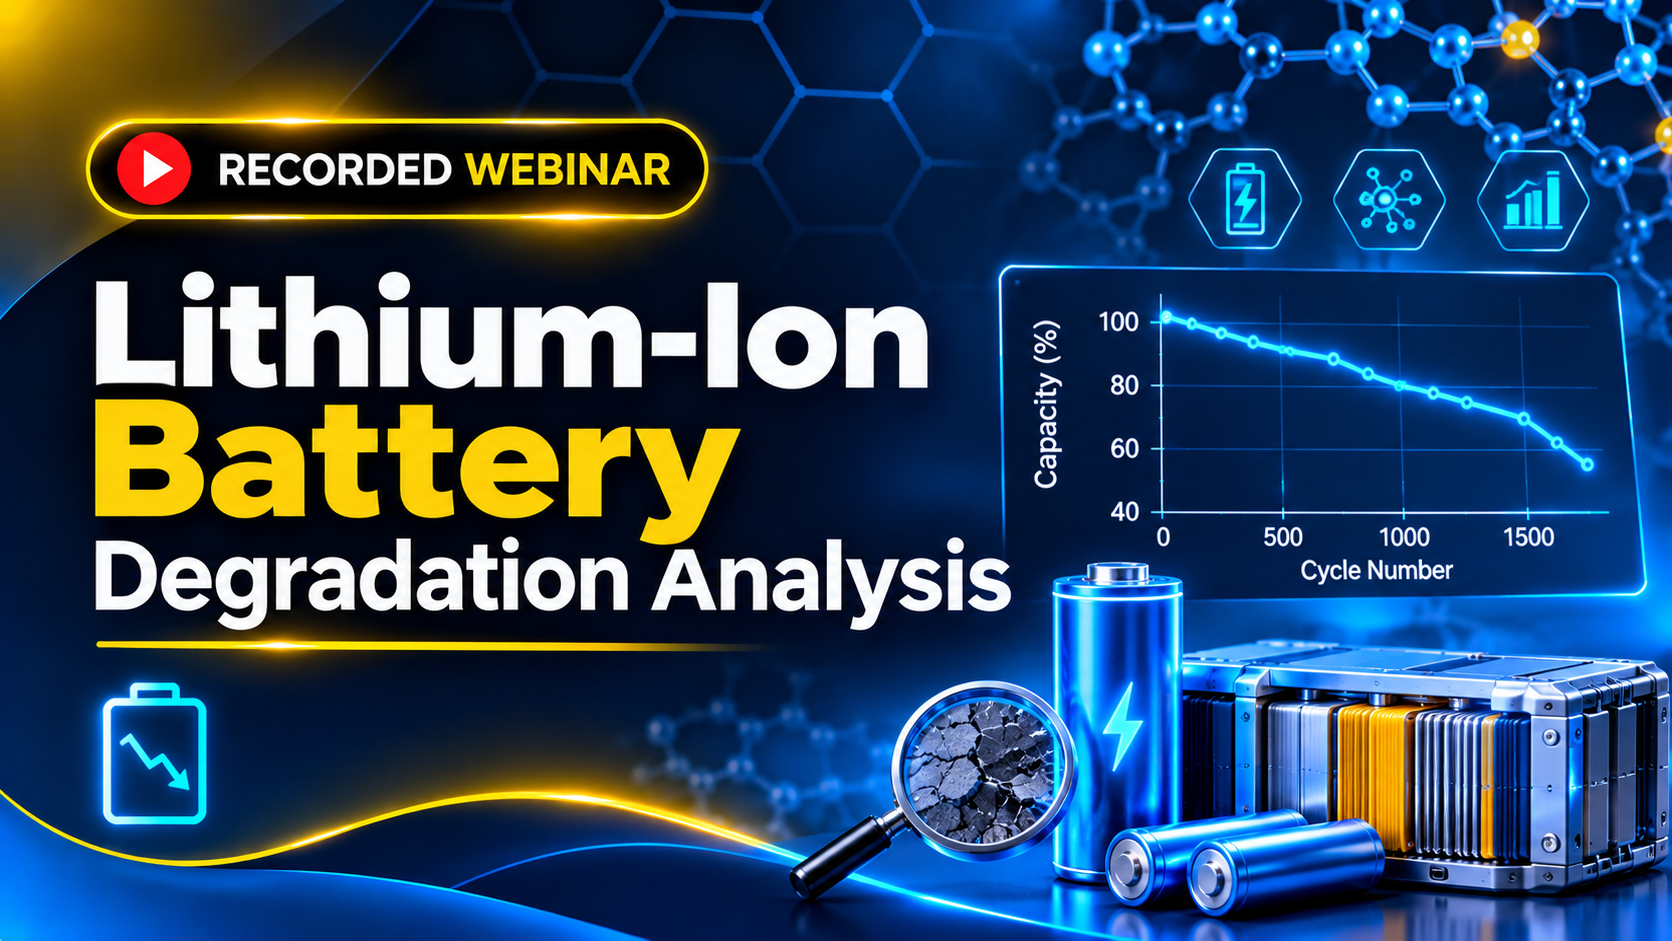 RECORDED WEBINAR
Lithium-Ion
Battery
Degradation Analysis
Capacity (%)
100
80
60
40
0 500 1000 1500
Cycle Number